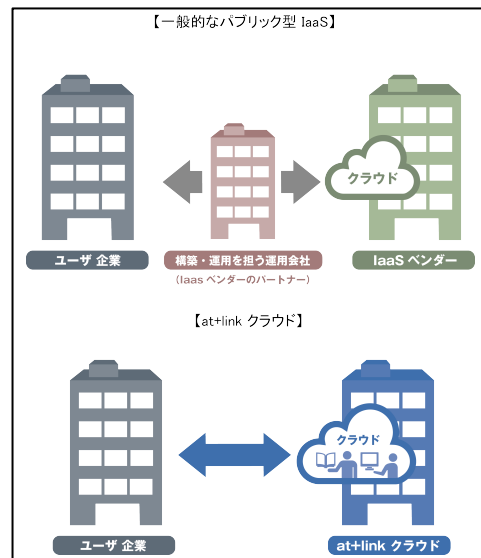 【一般的なパブリック型 IaaS】
クラウド
ユーザ 企業
構築・運用を担う運用会社
(Iaas ベンダーのパートナー)
IaaS ベンダー
【at+link クラウド】
クラウド
ユーザ 企業
at+link クラウド